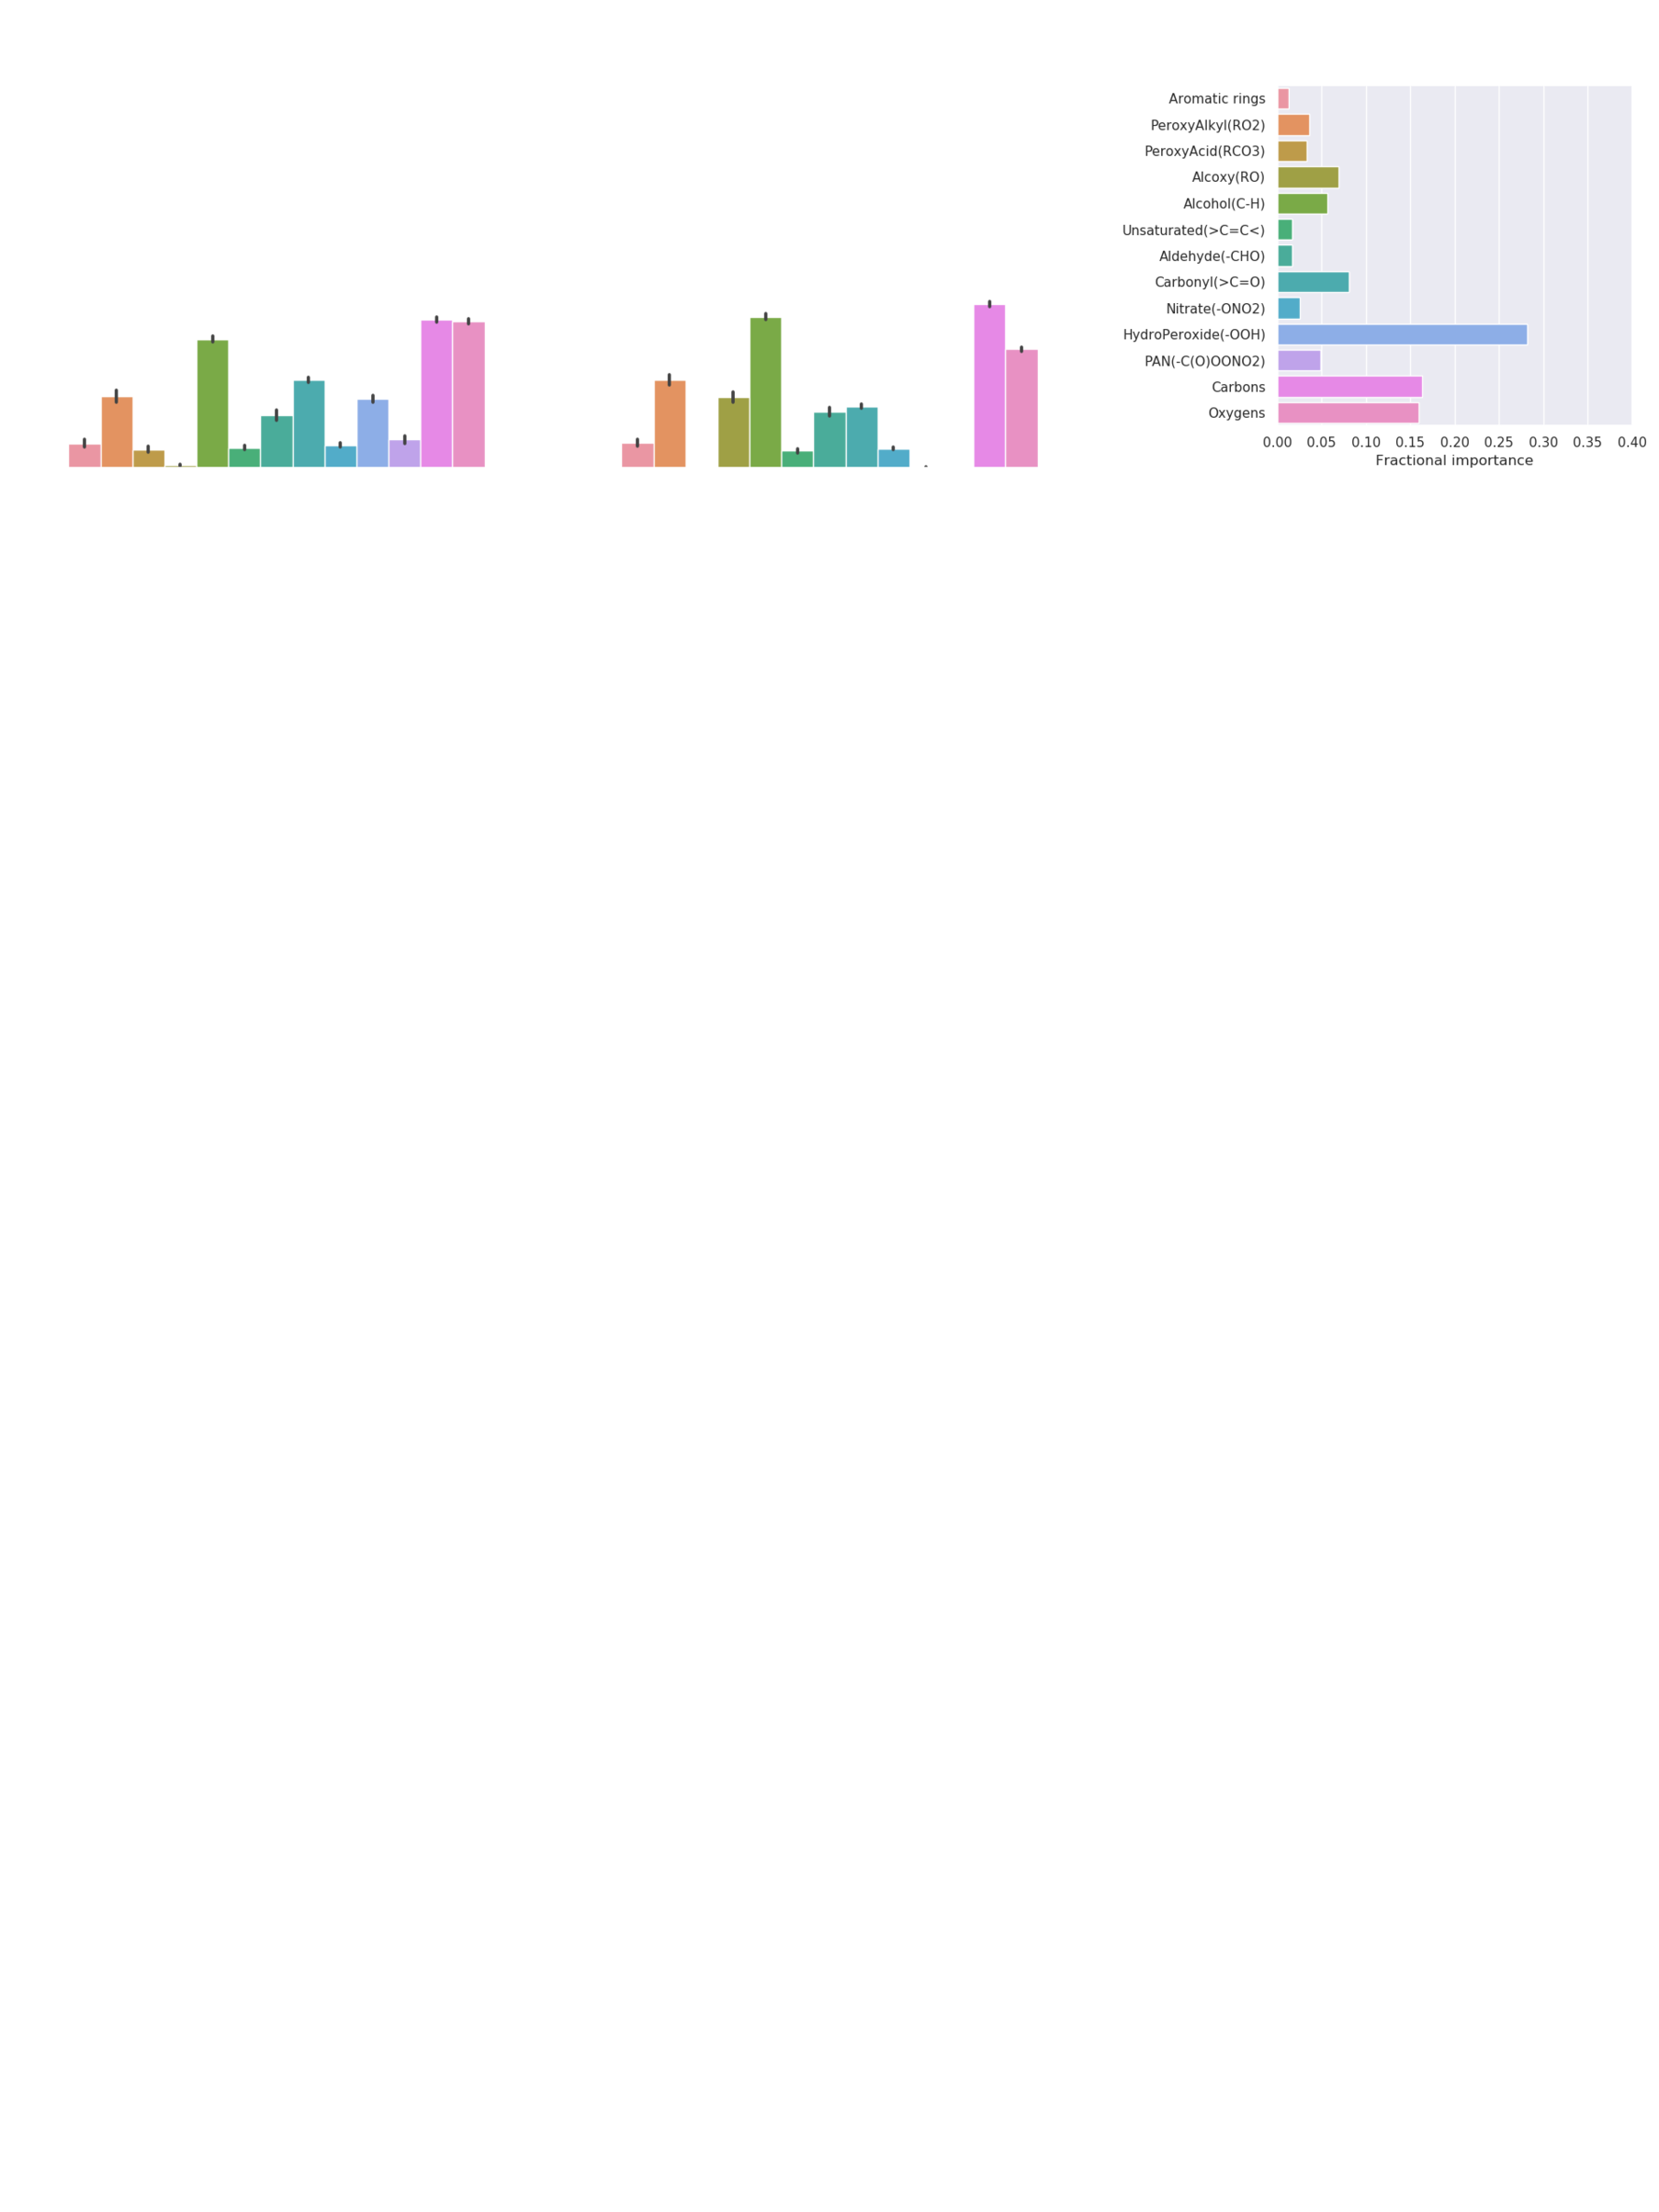 Aromatic rings
PeroxyAlkyl(RO2)
PeroxyAcid(RCO3)
Alcoxy(RO)
Alcohol(C-H)
Unsaturated(>C=C<)
Aldehyde(-CHO)
Carbonyl(>C=O)
Nitrate(-ONO2)
HydroPeroxide(-OOH)
PAN(-C(O)OONO2)
Carbons
Oxygens
0.00 0.05 0.10 0.15 0.20 0.25 0.30 0.35 0.40
Fractional importance